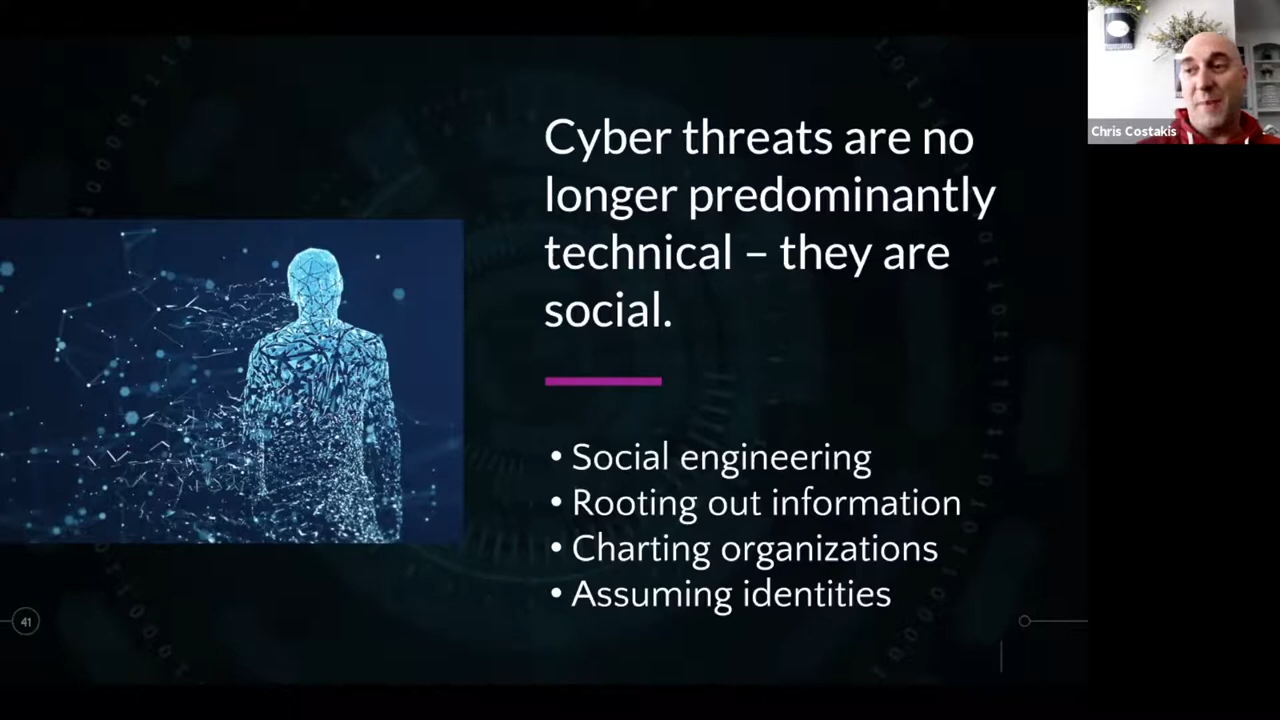 Cyber threats are no
longer predominantly
technical – they are
social.
• Social engineering
• Rooting out information
• Charting organizations
• Assuming identities
41
Chris Costakis